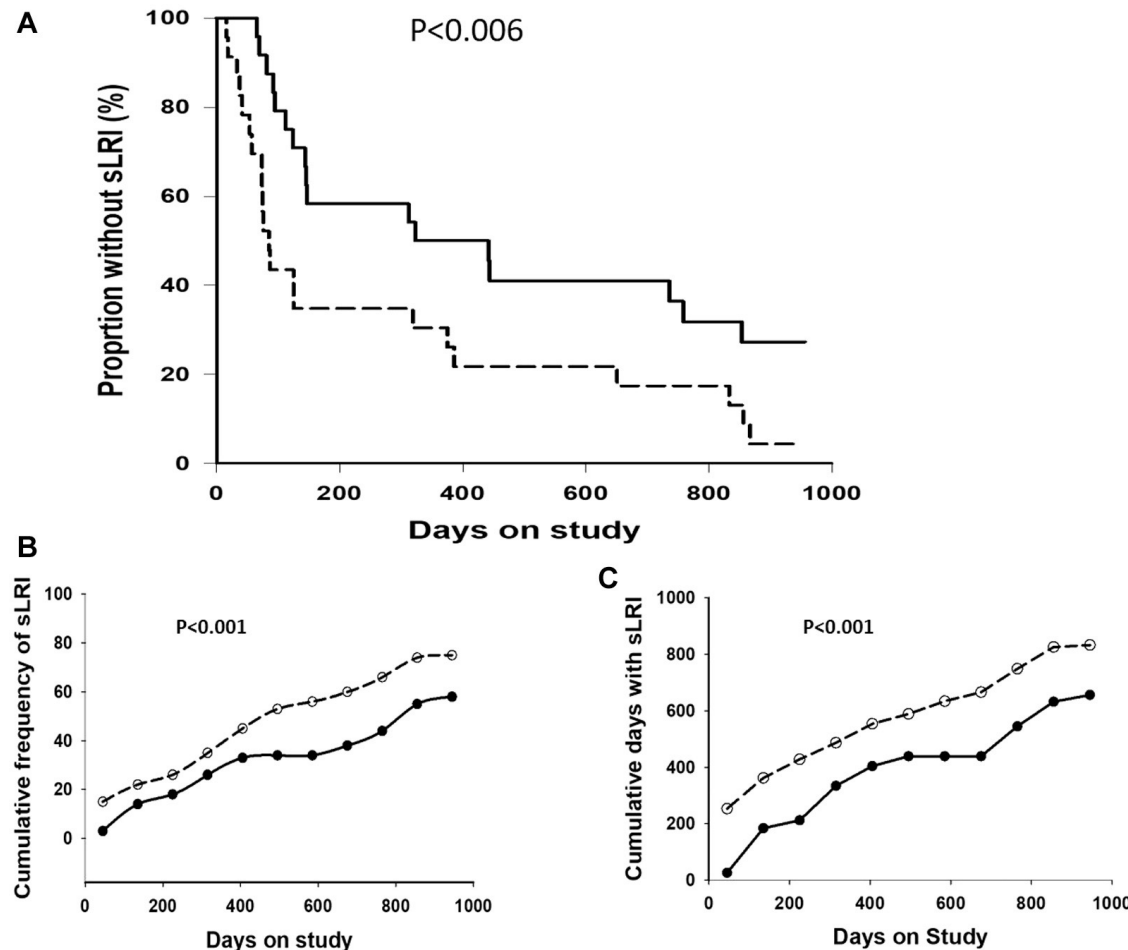 A
P<0.006
Proprtion without sLRI (%)
100
80
60
40
20
0
0 200 400 600 800 1000
Days on study
B
P<0.001
Cumulative frequency of sLRI
100
80
60
40
20
0
0 200 400 600 800 1000
Days on study
C
P<0.001
Cumulative days with sLRI
1000
800
600
400
200
0
0 200 400 600 800 1000
Days on Study